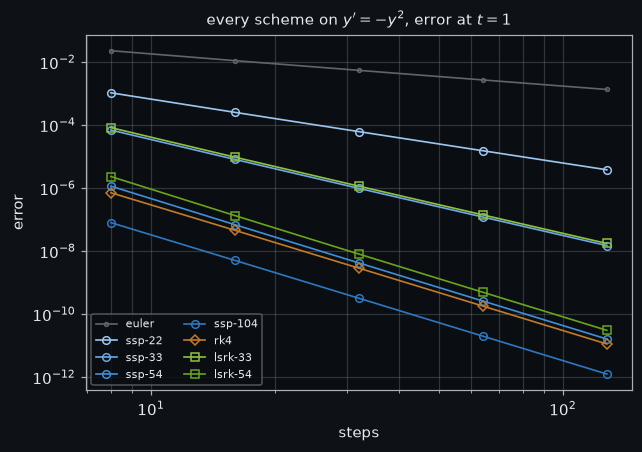 every scheme on y′ = −y², error at t = 1
error
10⁻²
10⁻⁴
10⁻⁶
10⁻⁸
10⁻¹⁰
10⁻¹²
euler
ssp-22
ssp-33
ssp-54
ssp-104
rk4
lsrk-33
lsrk-54
10¹
10²
steps